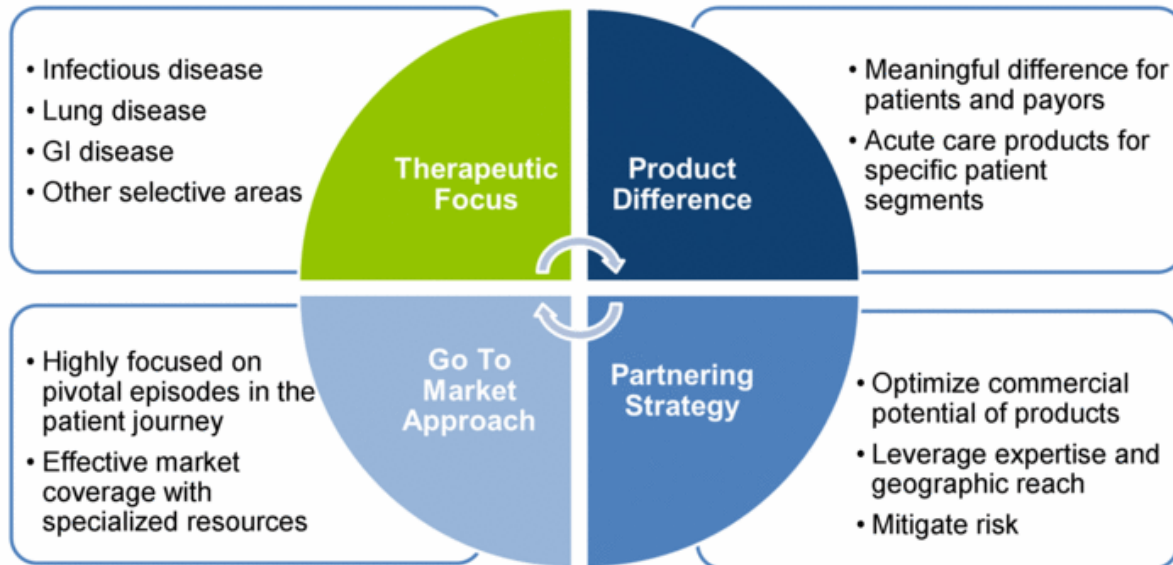 • Infectious disease
• Lung disease
• GI disease
• Other selective areas
Therapeutic
Focus
Product
Difference
• Meaningful difference for
patients and payors
• Acute care products for
specific patient
segments
• Highly focused on
pivotal episodes in the
patient journey
• Effective market
coverage with
specialized resources
Go To
Market
Approach
Partnering
Strategy
• Optimize commercial
potential of products
• Leverage expertise and
geographic reach
• Mitigate risk